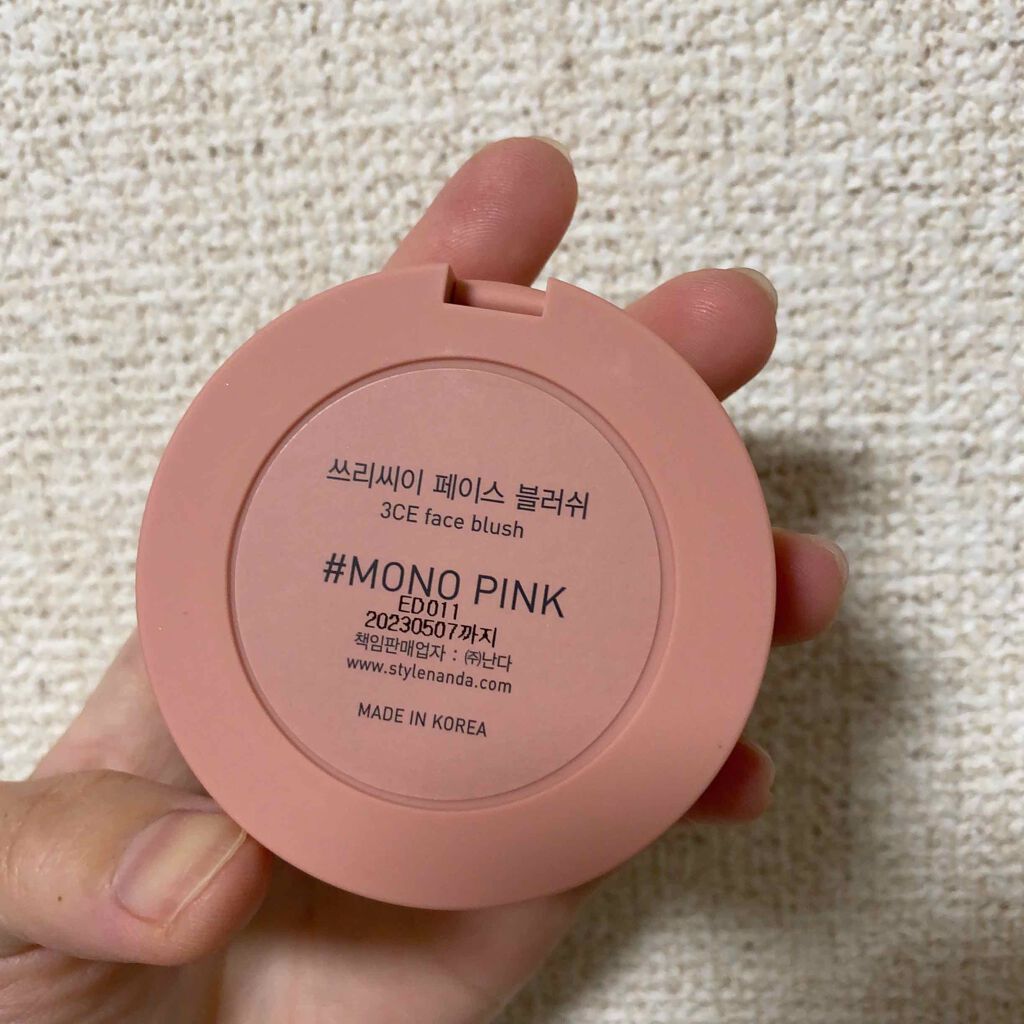 쓰리씨이 페이스 블러쉬
3CE face blush
#MONO PINK
ED011
20230507까지
책임판매업자 : ㈜난다
www.stylenanda.com
MADE IN KOREA